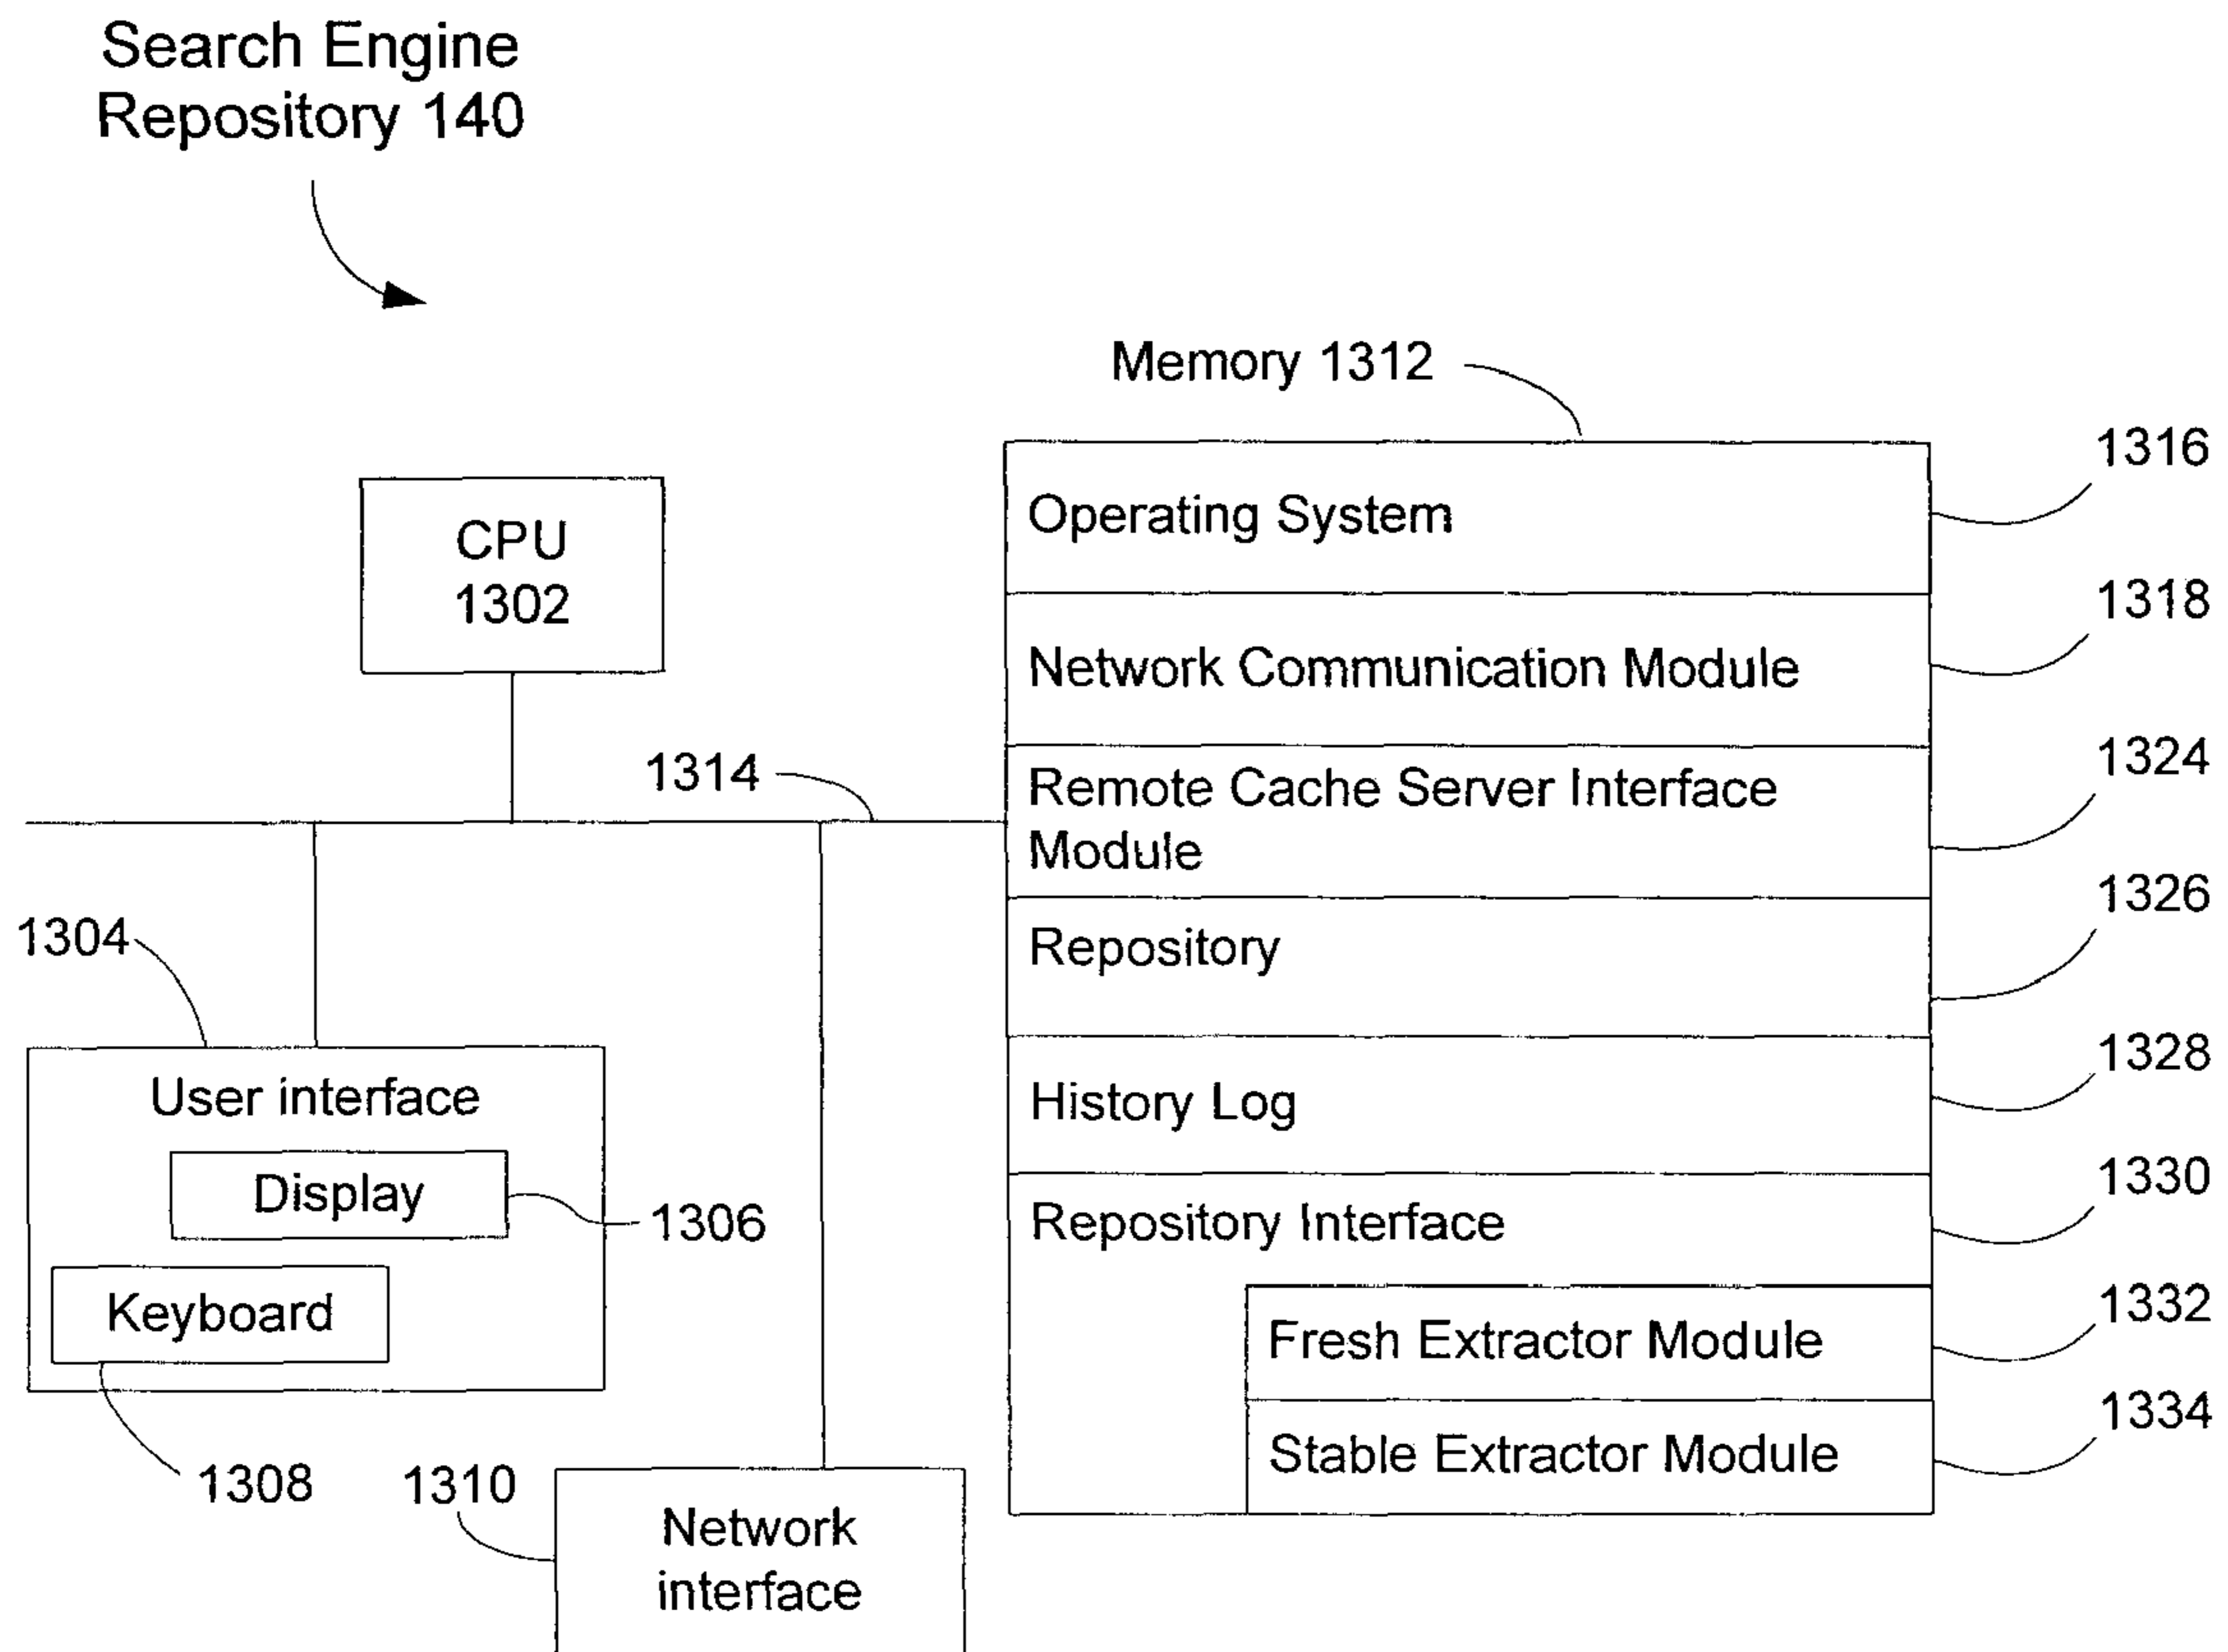 Search Engine
Repository 140
Memory 1312
1316
Operating System
CPU
1302
1318
Network Communication Module
1314
1324
Remote Cache Server Interface
Module
1326
Repository
1304
1328
History Log
User interface
1330
Repository Interface
Display
1306
1332
Fresh Extractor Module
Keyboard
1334
Stable Extractor Module
1308
1310
Network
interface